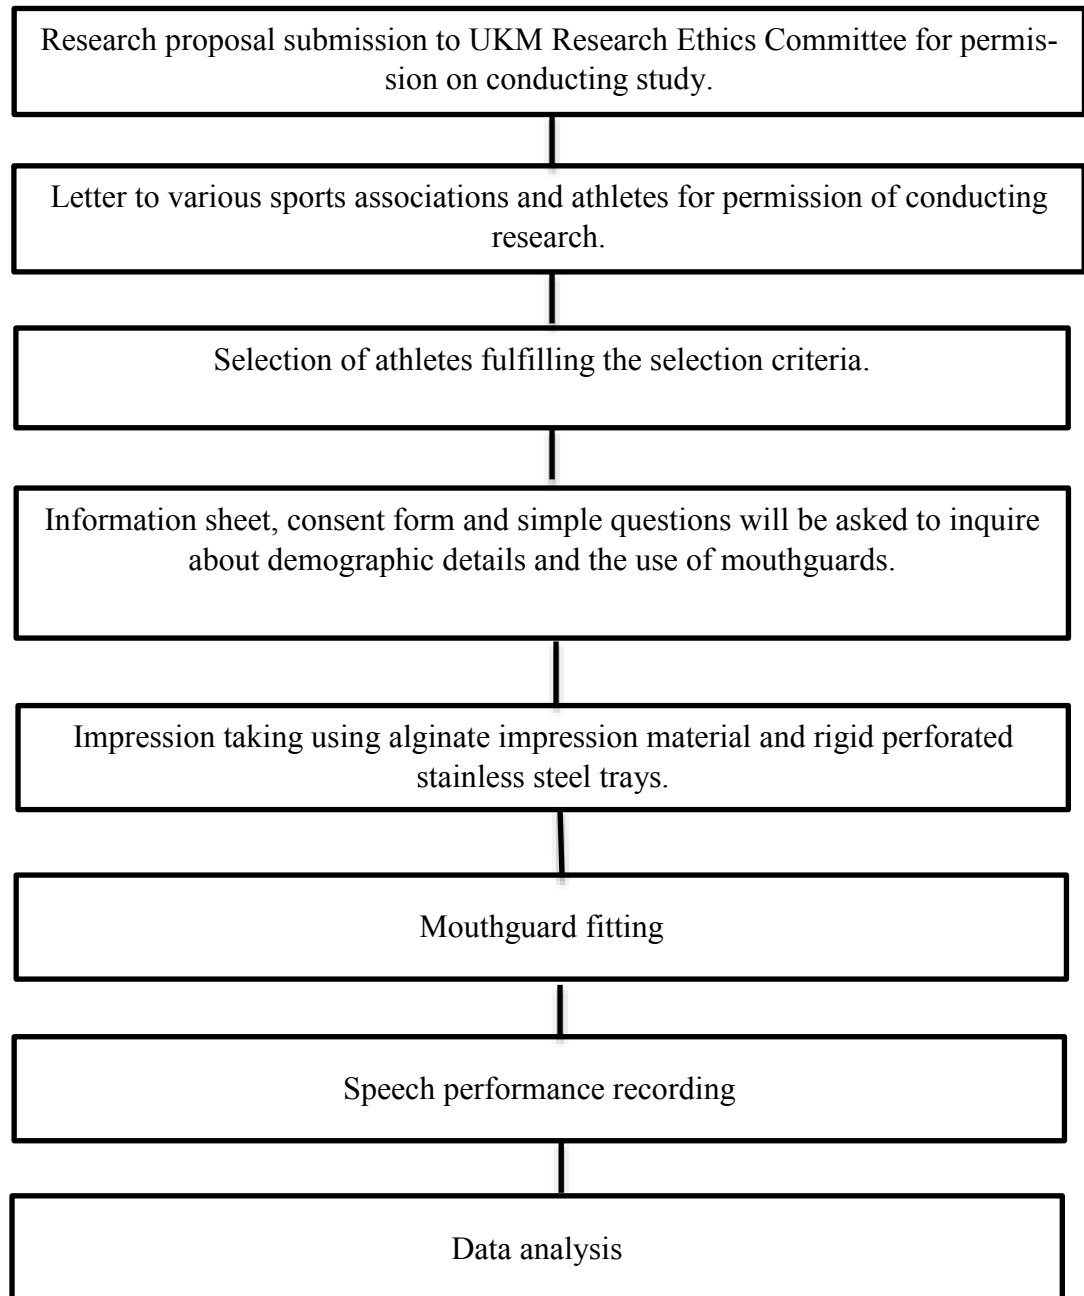 Research proposal submission to UKM Research Ethics Committee for permis-
sion on conducting study.
Letter to various sports associations and athletes for permission of conducting
research.
Selection of athletes fulfilling the selection criteria.
Information sheet, consent form and simple questions will be asked to inquire
about demographic details and the use of mouthguards.
Impression taking using alginate impression material and rigid perforated
stainless steel trays.
Mouthguard fitting
Speech performance recording
Data analysis